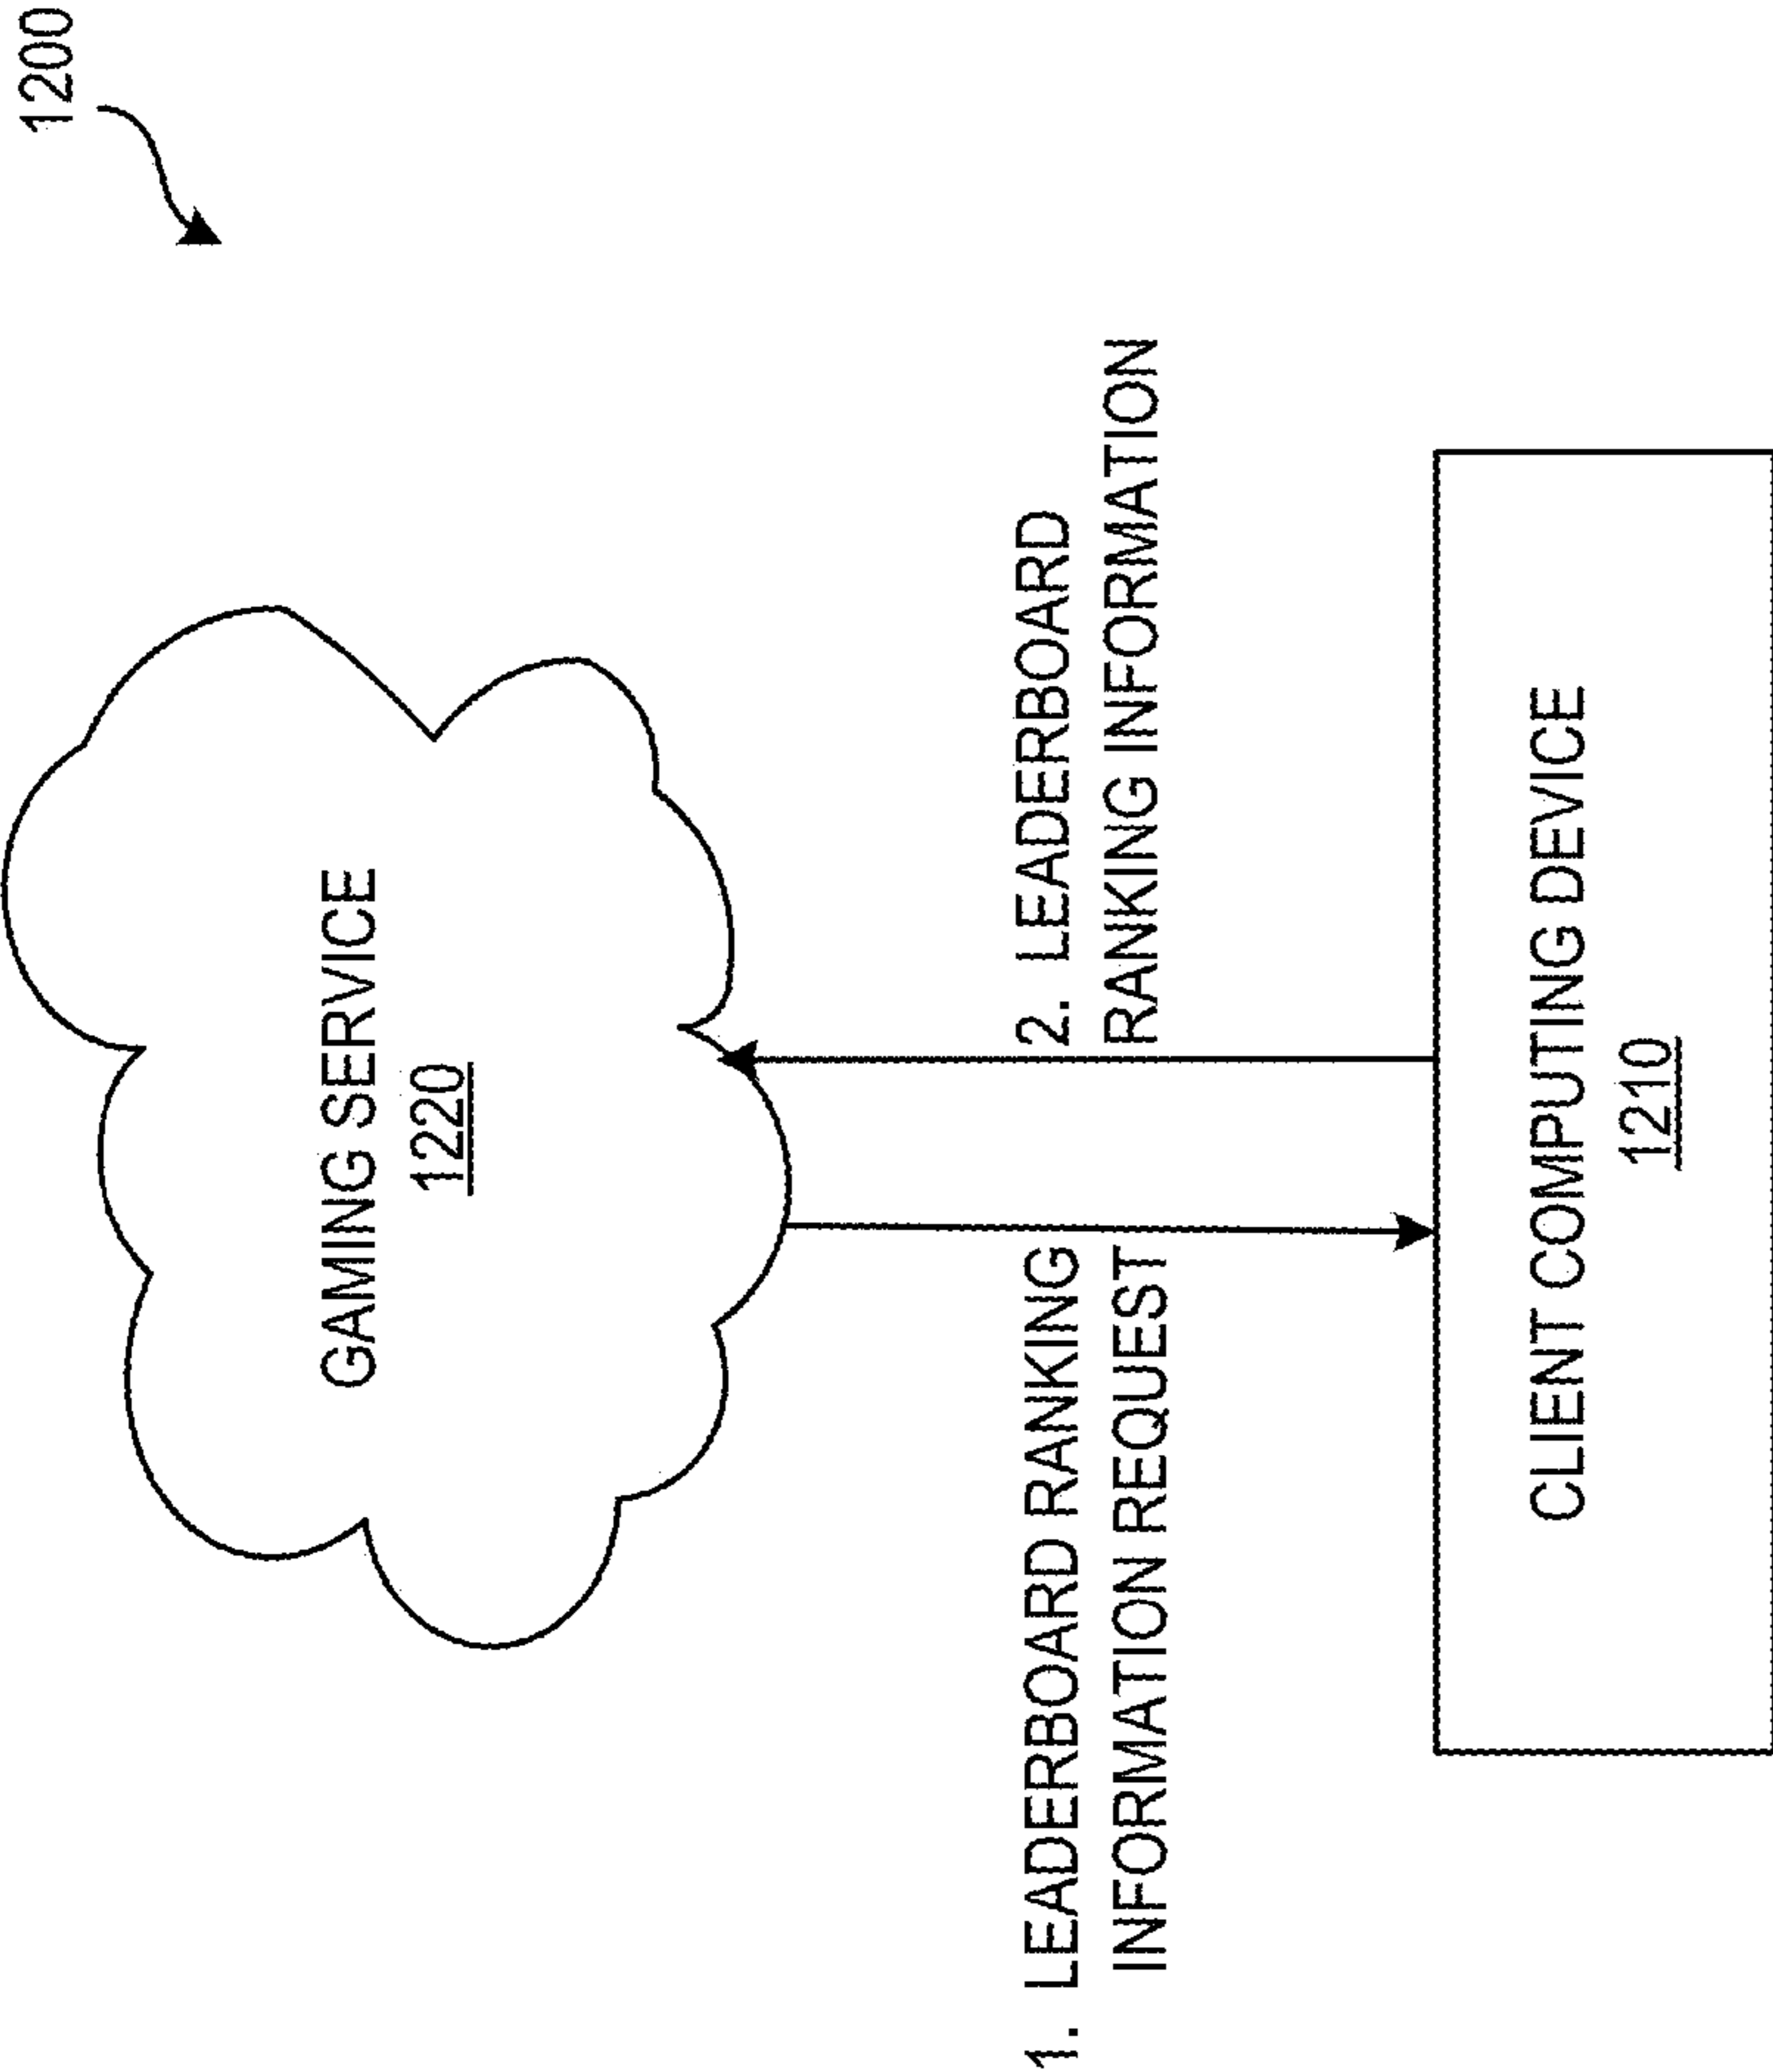 1200
GAMING SERVICE
1220
1. LEADERBOARD RANKING
INFORMATION REQUEST
2. LEADERBOARD
RANKING INFORMATION
CLIENT COMPUTING DEVICE
1210